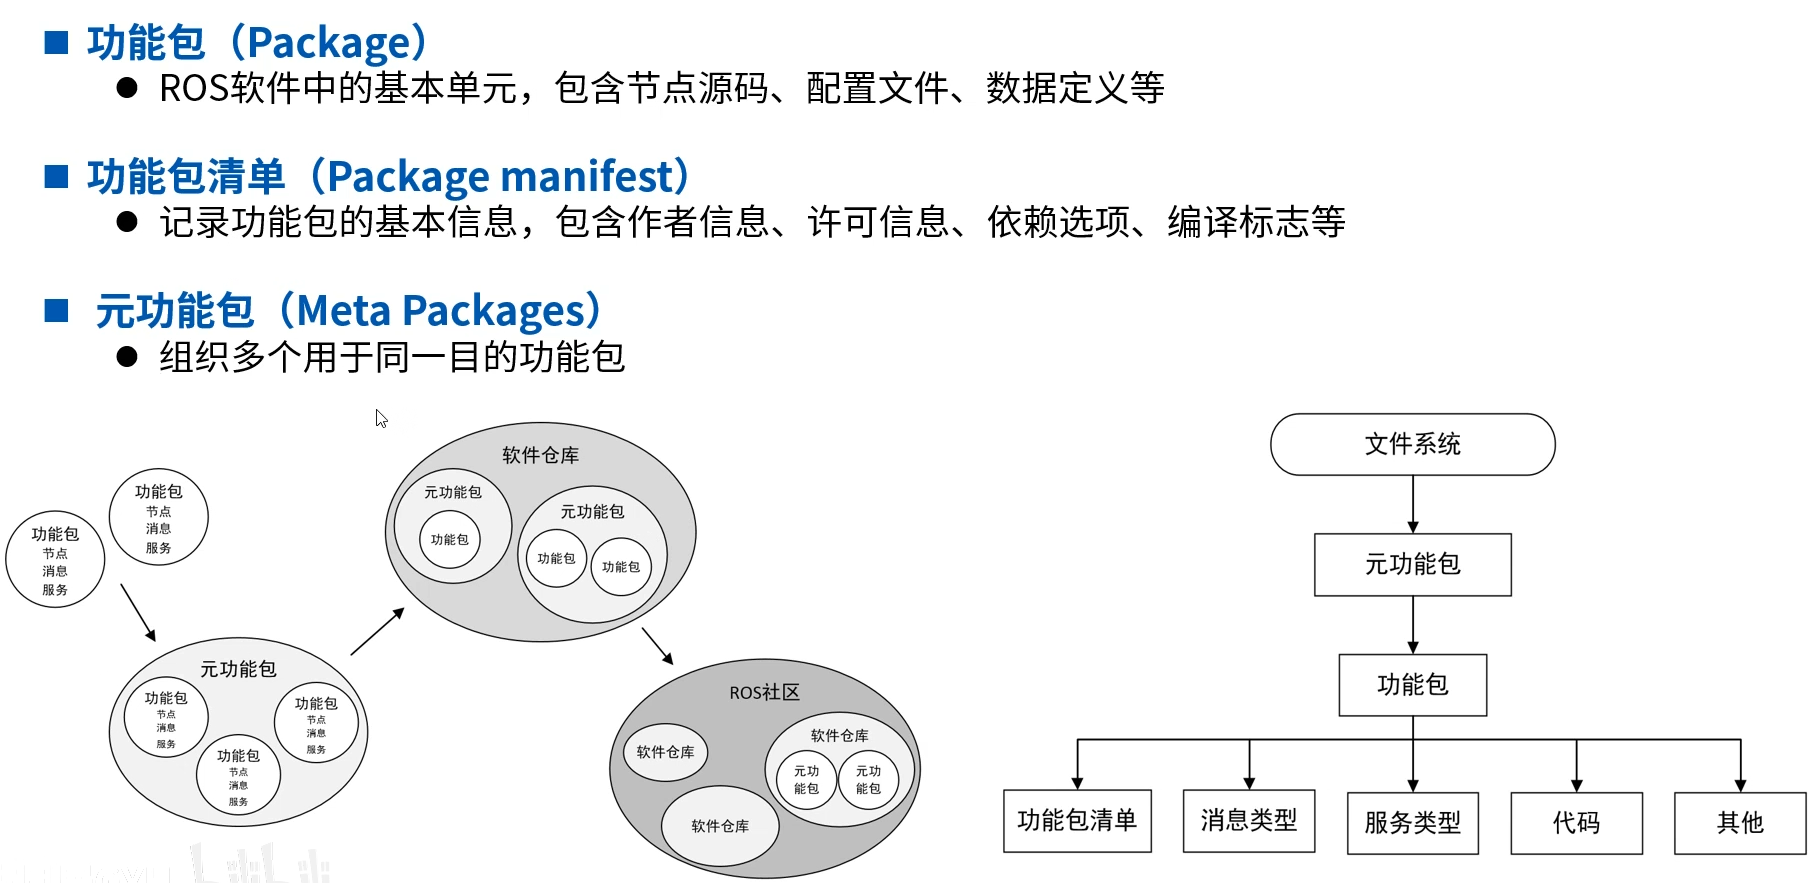 功能包（Package）
ROS软件中的基本单元，包含节点源码、配置文件、数据定义等
功能包清单（Package manifest）
记录功能包的基本信息，包含作者信息、许可信息、依赖选项、编译标志等
元功能包（Meta Packages）
组织多个用于同一目的功能包
功能包
节点
消息
服务
功能包
节点
消息
服务
元功能包
功能包
节点
消息
服务
功能包
节点
消息
服务
功能包
节点
消息
服务
软件仓库
元功能包
功能包
元功能包
功能包
功能包
ROS社区
软件仓库
软件仓库
软件仓库
元功
能包
元功
能包
文件系统
元功能包
功能包
功能包清单
消息类型
服务类型
代码
其他